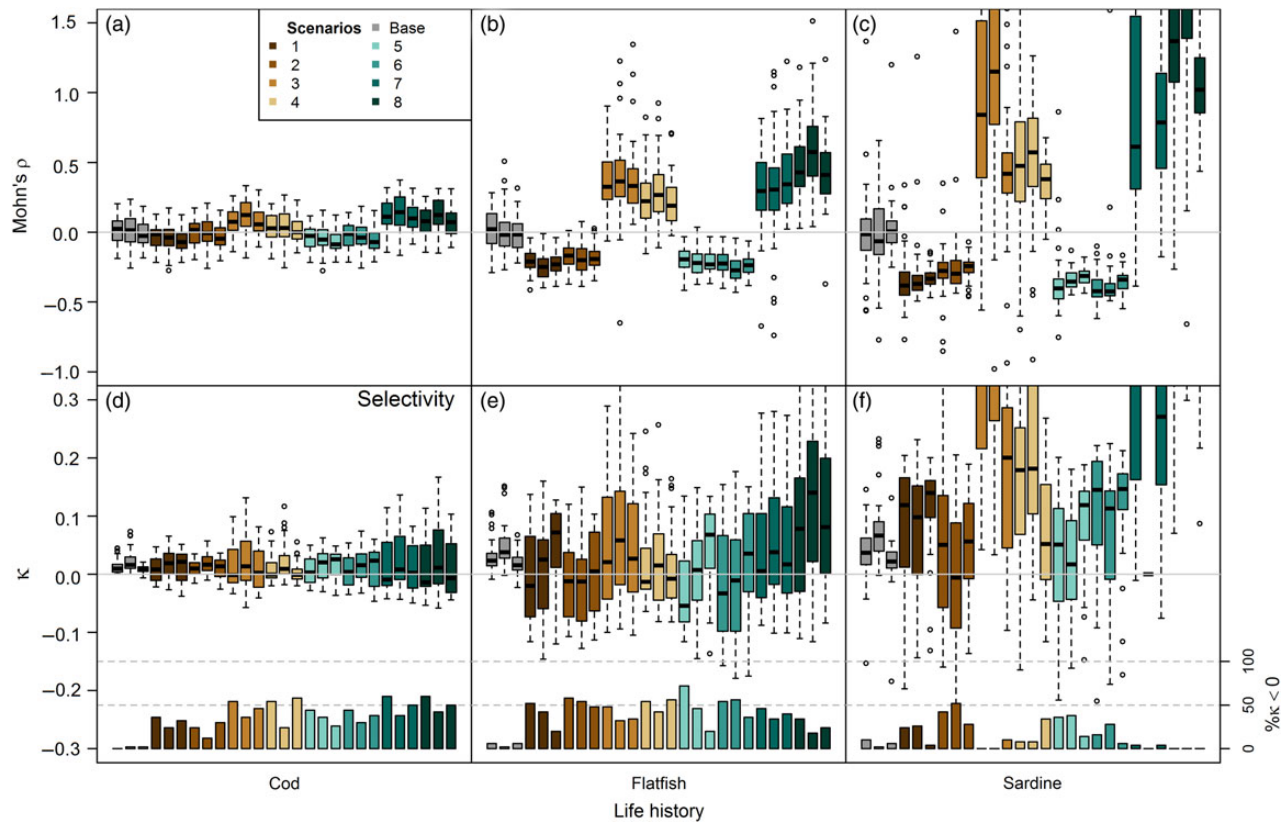 (a)
Scenarios
Base
1
5
2
6
3
7
4
8
(b)
(c)
1.5
1.0
0.5
0.0
−0.5
−1.0
Mohn's ρ
(d)
Selectivity
(e)
(f)
0.3
0.2
0.1
0.0
−0.1
−0.2
−0.3
κ
100
50
0
%κ < 0
Cod
Flatfish
Sardine
Life history